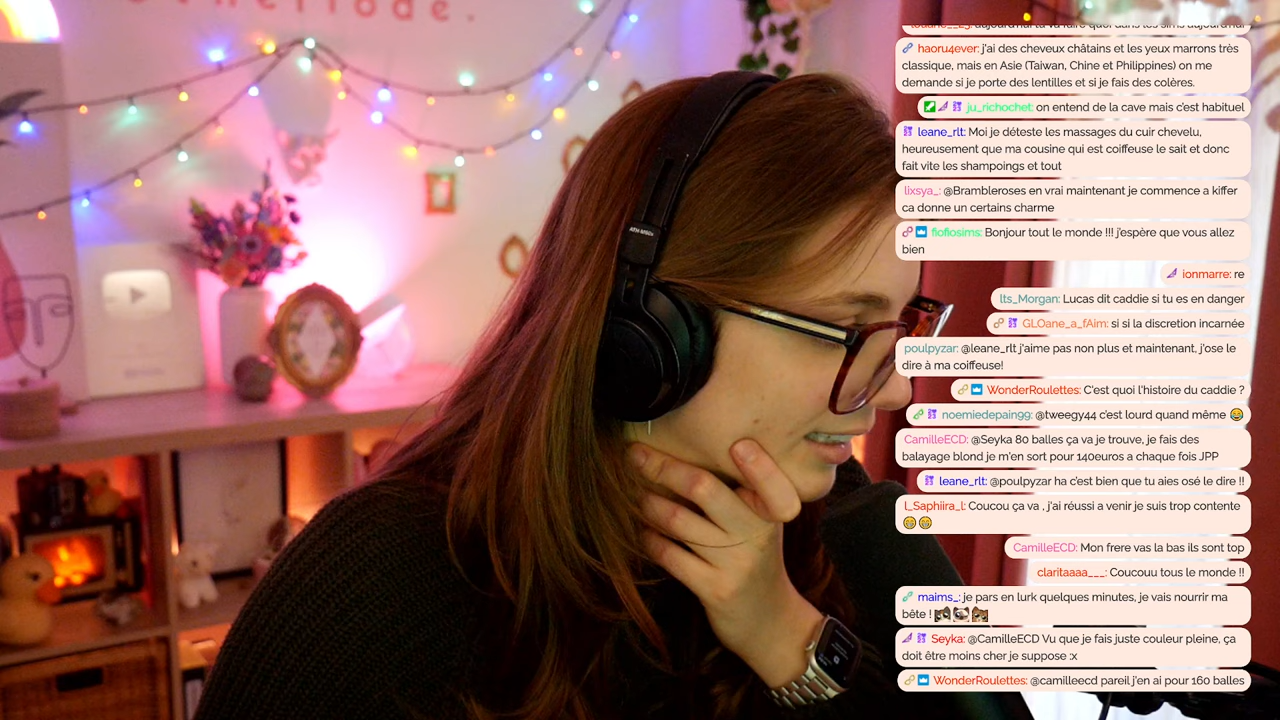 thehode.
haoru4ever: j'ai des cheveux châtains et les yeux marrons très
classique, mais en Asie (Taiwan, Chine et Philippines) on me
demande si je porte des lentilles et si je fais des colères.
ju_richochet: on entend de la cave mais c'est habituel
leane_rlt: Moi je déteste les massages du cuir chevelu,
heureusement que ma cousine qui est coiffeuse le sait et donc
fait vite les shampoings et tout
lixsya_: @Brambleroses en vrai maintenant je commence a kiffer
ca donne un certains charme
fiofiosims: Bonjour tout le monde !!! j'espère que vous allez
bien
ionmarre: re
lts_Morgan: Lucas dit caddie si tu es en danger
GLOane_a_fAim: si si la discretion incarnée
poulpyzar: @leane_rlt j'aime pas non plus et maintenant, j'ose le
dire à ma coiffeuse!
WonderRoulettes: C'est quoi l'histoire du caddie ?
noemiedepain99: @tweegy44 c'est lourd quand même 😂
CamilleECD: @Seyka 80 balles ça va je trouve, je fais des
balayage blond je m'en sort pour 140euros a chaque fois JPP
leane_rlt: @poulpyzar ha c'est bien que tu aies osé le dire !!
l_Saphiira_l: Coucou ça va , j'ai réussi a venir je suis trop contente
😁 😁
CamilleECD: Mon frere vas la bas ils sont top
claritaaaa___: Coucouu tous le monde !!
maims_: je pars en lurk quelques minutes, je vais nourrir ma
bête !
Seyka: @CamilleECD Vu que je fais juste couleur pleine, ça
doit être moins cher je suppose :x
WonderRoulettes: @camilleecd pareil j'en ai pour 160 balles